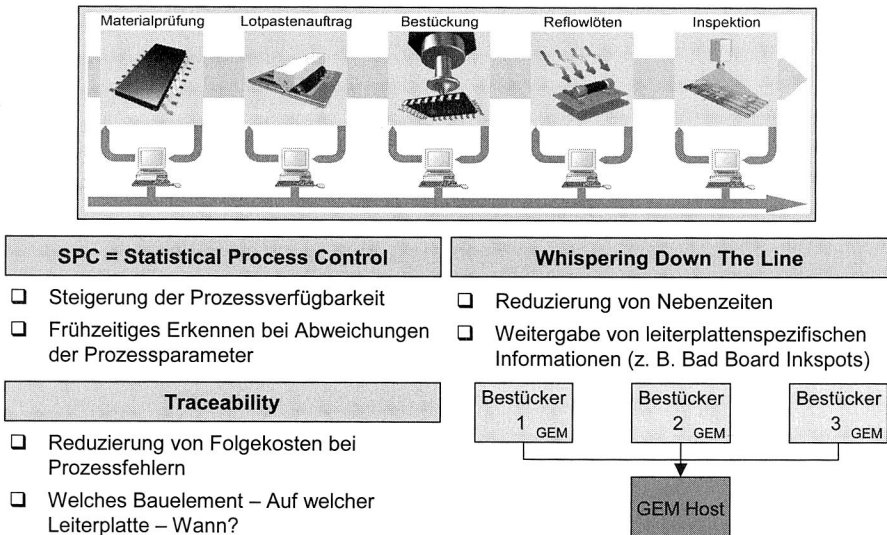 Materialprüfung
Lotpastenauftrag
Bestückung
Reflowlöten
Inspektion
SPC = Statistical Process Control
❑ Steigerung der Prozessverfügbarkeit
❑ Frühzeitiges Erkennen bei Abweichungen
der Prozessparameter
Traceability
❑ Reduzierung von Folgekosten bei
Prozessfehlern
❑ Welches Bauelement – Auf welcher
Leiterplatte – Wann?
Whispering Down The Line
❑ Reduzierung von Nebenzeiten
❑ Weitergabe von leiterplattenspezifischen
Informationen (z. B. Bad Board Inkspots)
Bestücker
1 GEM
Bestücker
2 GEM
Bestücker
3 GEM
GEM Host